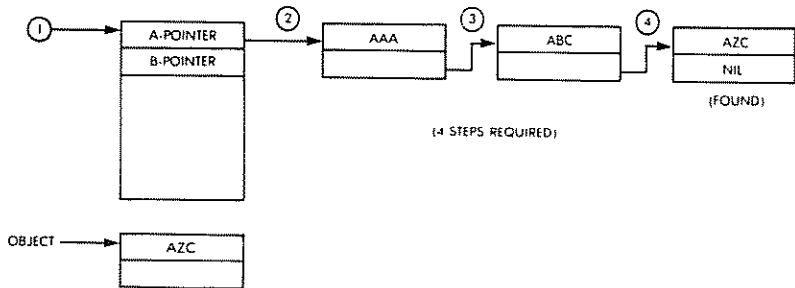 1
A-POINTER
B-POINTER
2
AAA
3
ABC
4
AZC
NIL
(FOUND)
(4 STEPS REQUIRED)
OBJECT
AZC